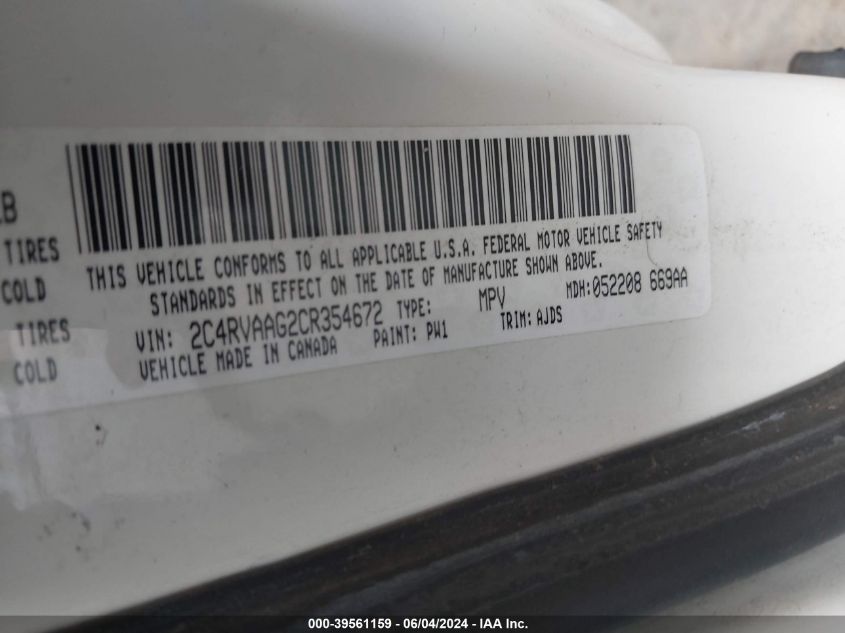 LB
TIRES
COLD
TIRES
COLD
THIS VEHICLE CONFORMS TO ALL APPLICABLE U.S.A. FEDERAL MOTOR VEHICLE SAFETY
STANDARDS IN EFFECT ON THE DATE OF MANUFACTURE SHOWN ABOVE.
VIN: 2C4RVAAG2CR354672 TYPE: MPV MDH:052208 669AA
VEHICLE MADE IN CANADA PAINT: PW1 TRIM: AJDS
000-39561159 - 06/04/2024 - IAA Inc.